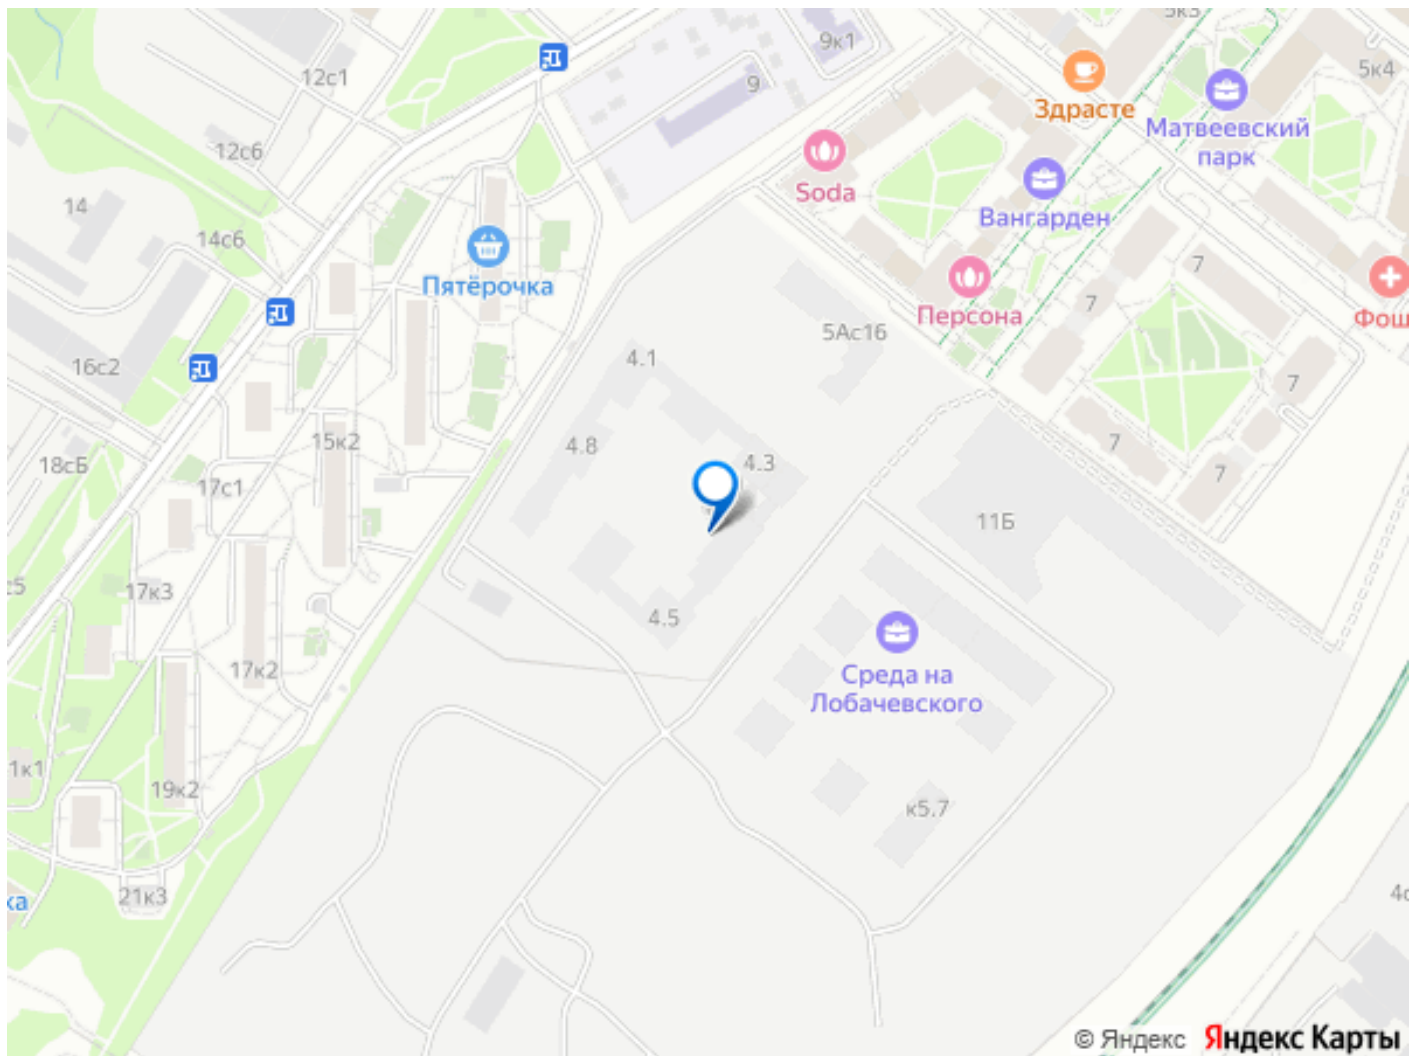 5к3
9к1
12с1
9
5к4
Здрасте
Матвеевский
парк
12с6
Soda
Вангарден
14
14с6
Пятёрочка
7
7
Персона
Фош
5Ас16
16с2
4.1
7
15к2
4.8
4.3
7
7
18сБ
17с1
11Б
с5
17к3
4.5
17к2
Среда на
Лобачевского
1к1
19к2
к5.7
21к3
ка
4с
© Яндекс Яндекс Карты